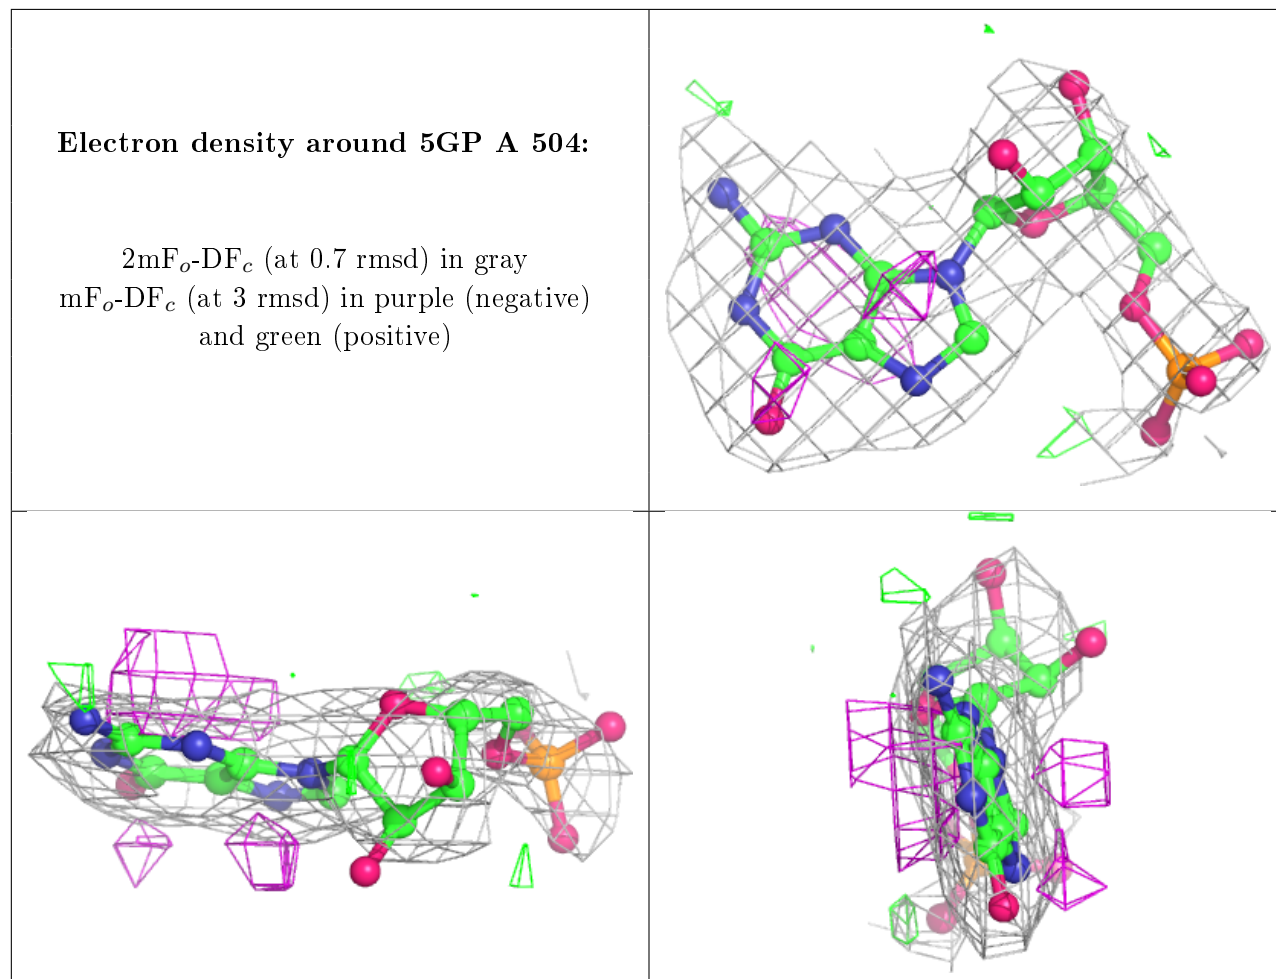 Electron density around 5GP A 504:
2mFo-DFc (at 0.7 rmsd) in gray
mFo-DFc (at 3 rmsd) in purple (negative)
and green (positive)